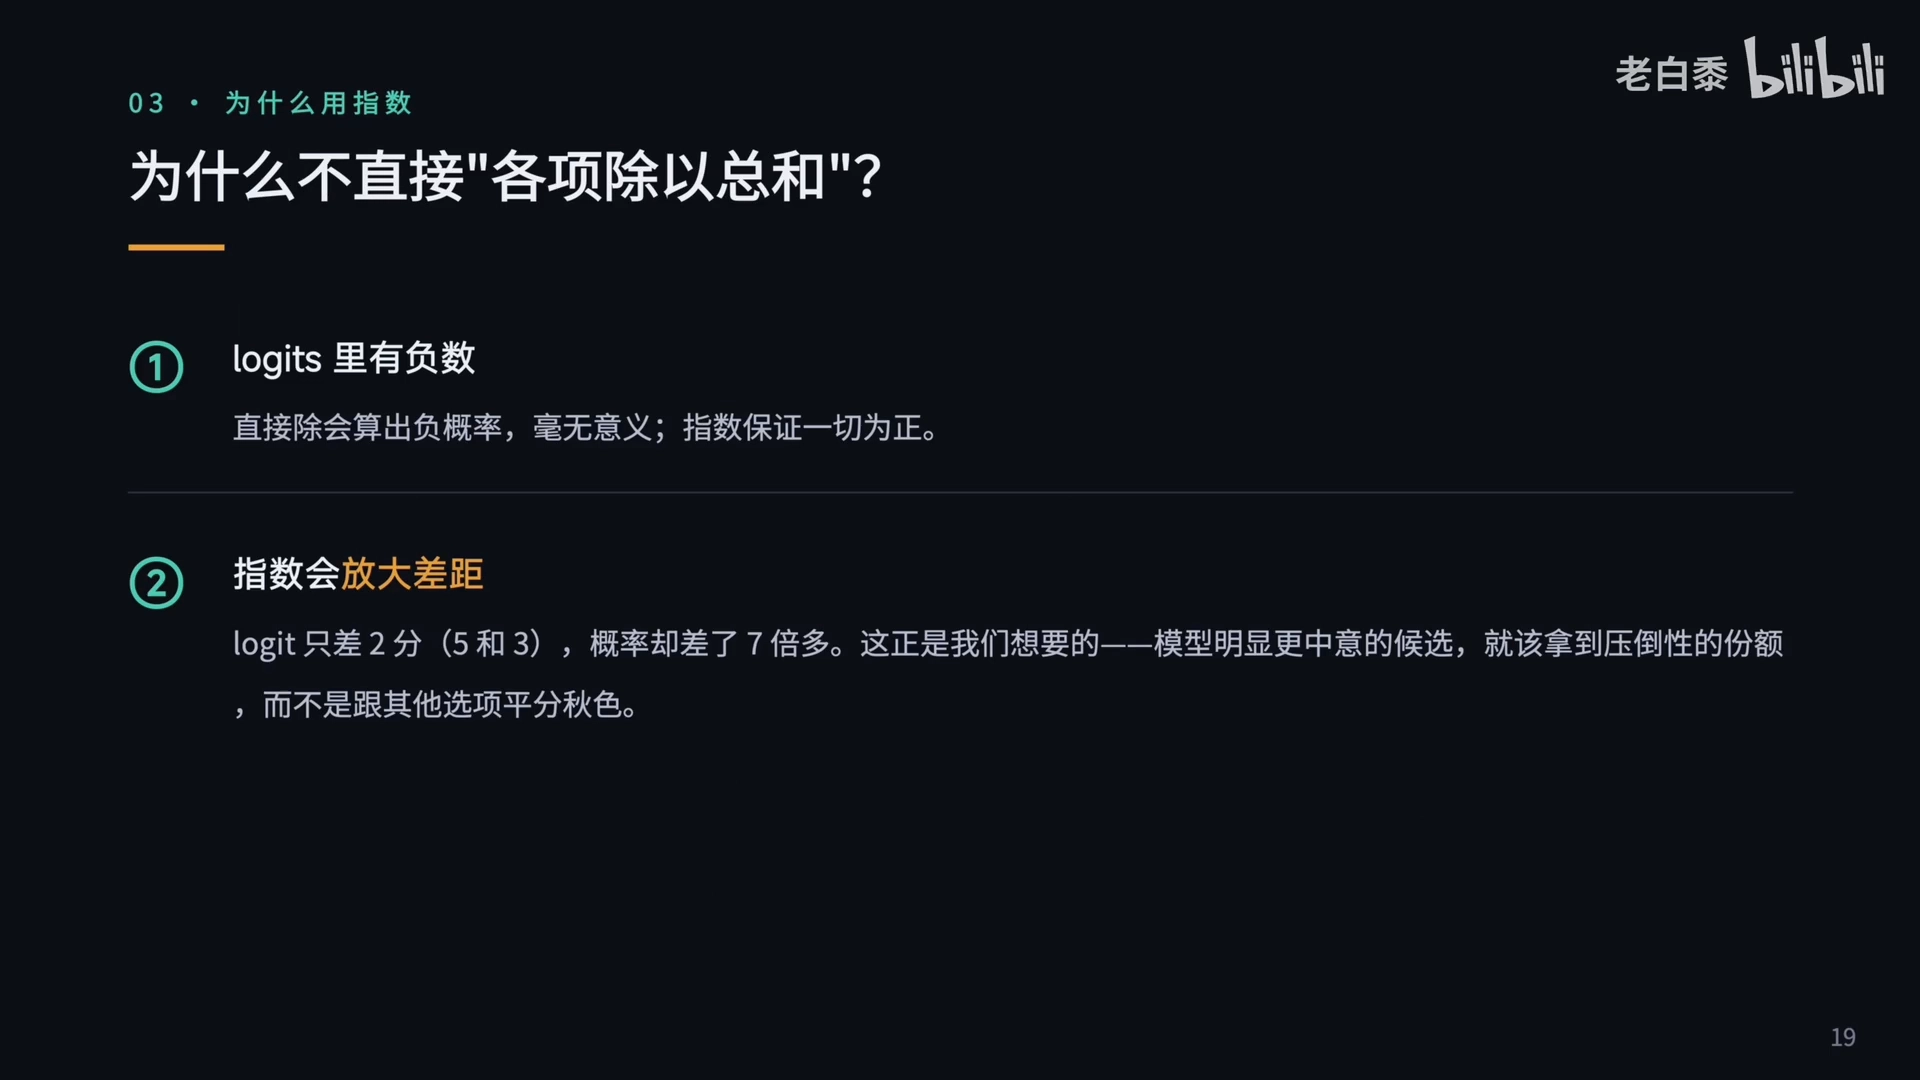 老白黍 bilibili
03 · 为什么用指数
为什么不直接"各项除以总和"?
1 logits 里有负数
直接除会算出负概率，毫无意义；指数保证一切为正。
2 指数会放大差距
logit 只差 2 分（5 和 3），概率却差了 7 倍多。这正是我们想要的——模型明显更中意的候选，就该拿到压倒性的份额
，而不是跟其他选项平分秋色。
19